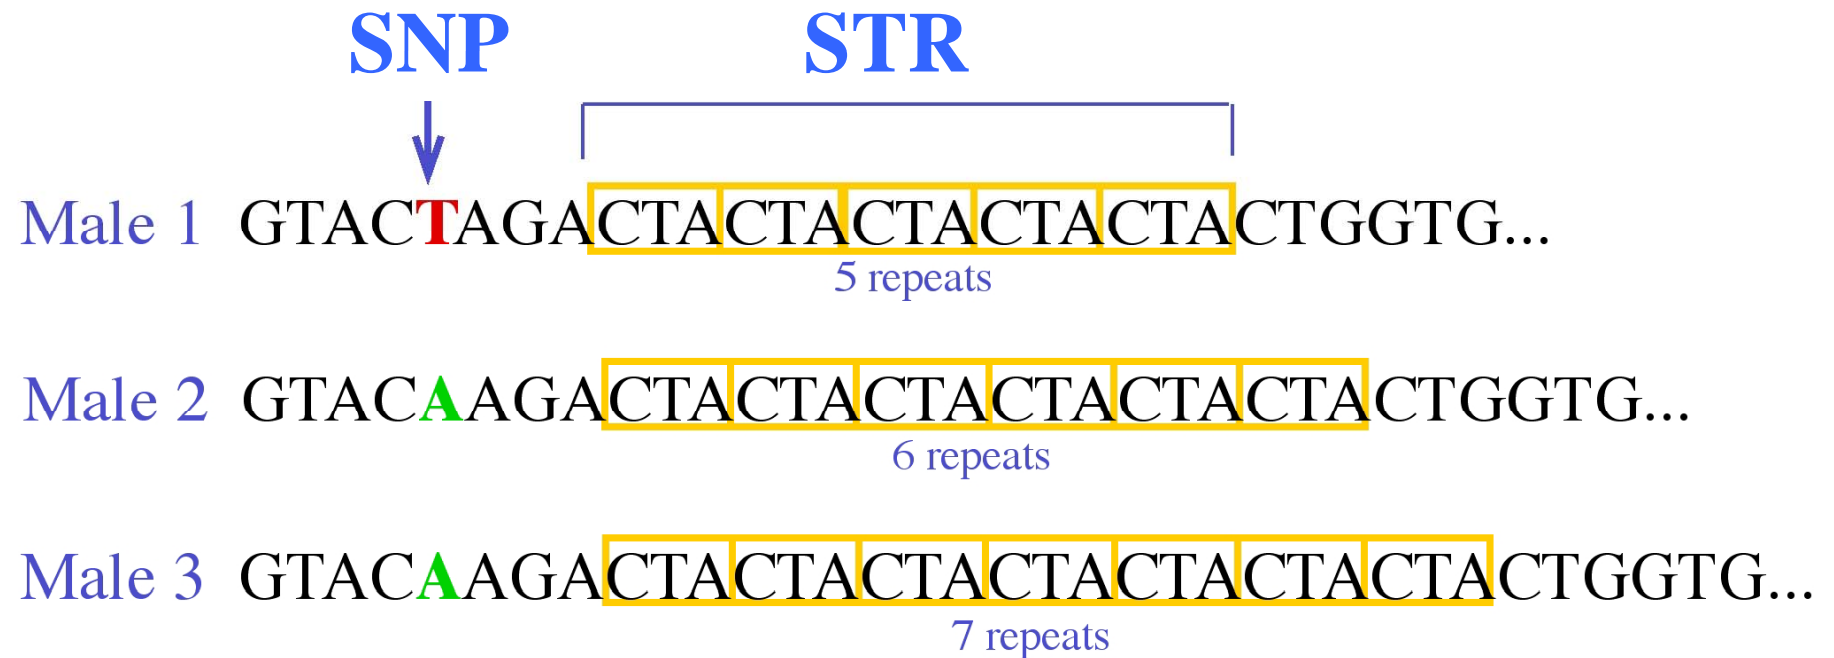 SNP STR
Male 1 GTACTAGACTACTACTACTACTACTGGTG...
5 repeats
Male 2 GTACAAGACTACTACTACTACTACTACTGGTG...
6 repeats
Male 3 GTACAAGACTACTACTACTACTACTACTACTGGTG...
7 repeats